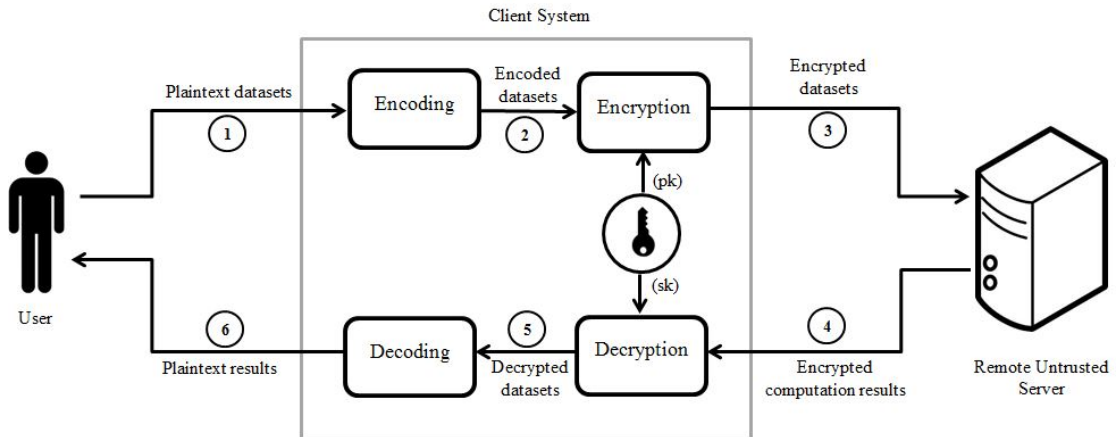 Client System
Plaintext datasets
1
Encoding
Encoded
datasets
2
Encryption
Encrypted
datasets
3
(pk)
(sk)
User
Remote Untrusted
Server
4
Encrypted
computation results
Decryption
5
Decrypted
datasets
Decoding
6
Plaintext results